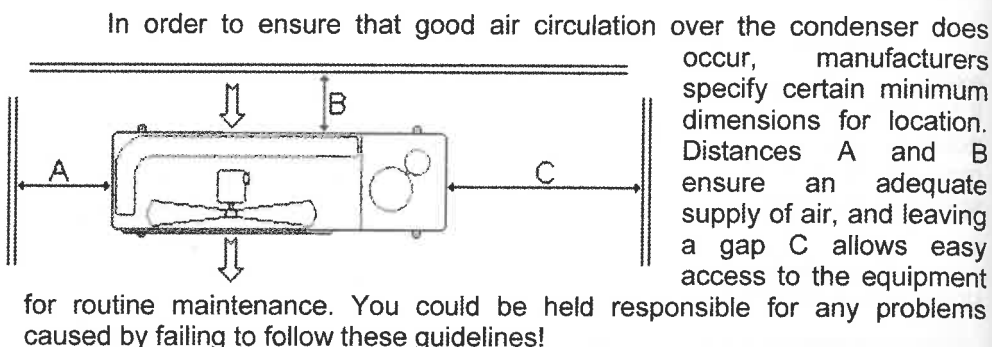 In order to ensure that good air circulation over the condenser does
occur, manufacturers
specify certain minimum
dimensions for location.
Distances A and B
ensure an adequate
supply of air, and leaving
a gap C allows easy
access to the equipment
for routine maintenance. You could be held responsible for any problems
caused by failing to follow these guidelines!
B
A
C